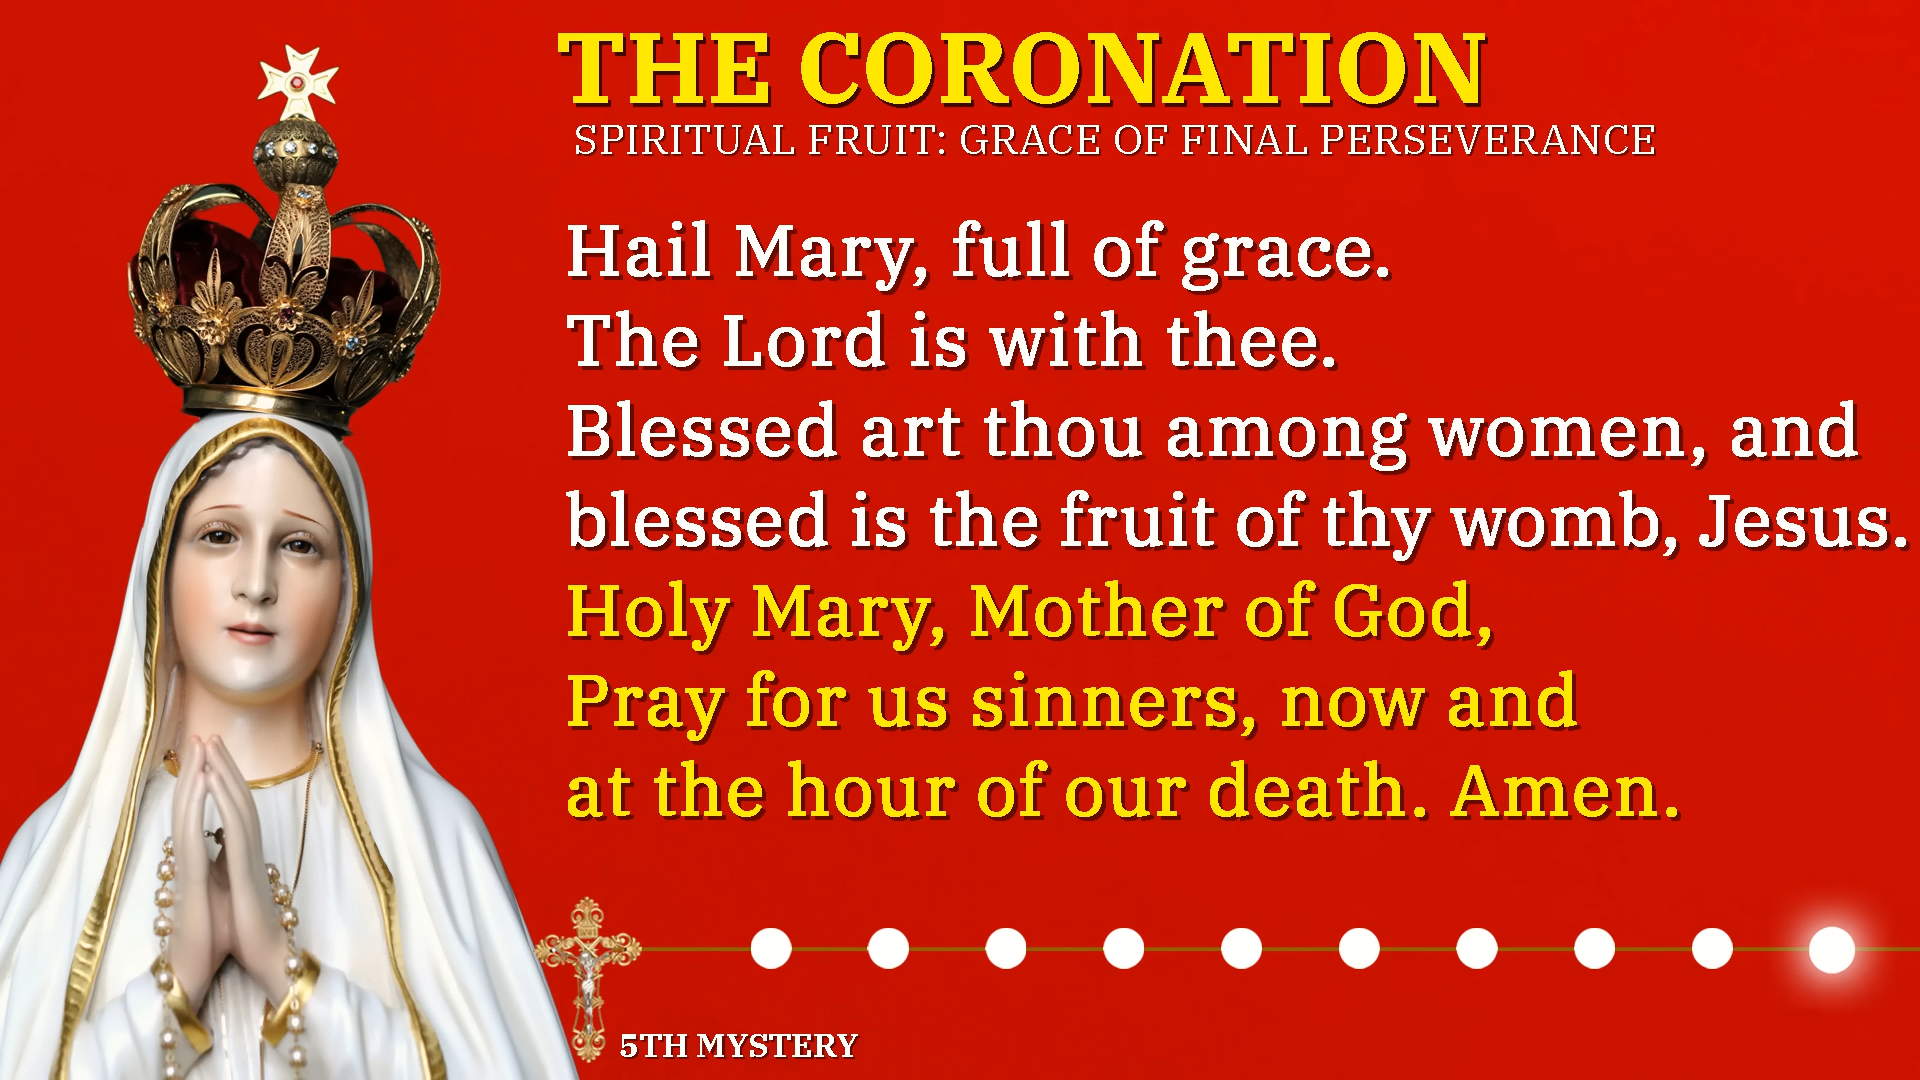 THE CORONATION
SPIRITUAL FRUIT: GRACE OF FINAL PERSEVERANCE
Hail Mary, full of grace.
The Lord is with thee.
Blessed art thou among women, and
blessed is the fruit of thy womb, Jesus.
Holy Mary, Mother of God,
Pray for us sinners, now and
at the hour of our death. Amen.
5TH MYSTERY